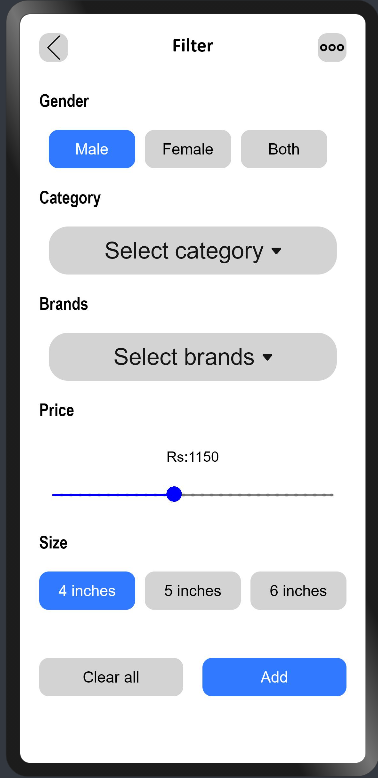 Filter
Gender
Male Female Both
Category
Select category
Brands
Select brands
Price
Rs:1150
Size
4 inches 5 inches 6 inches
Clear all Add